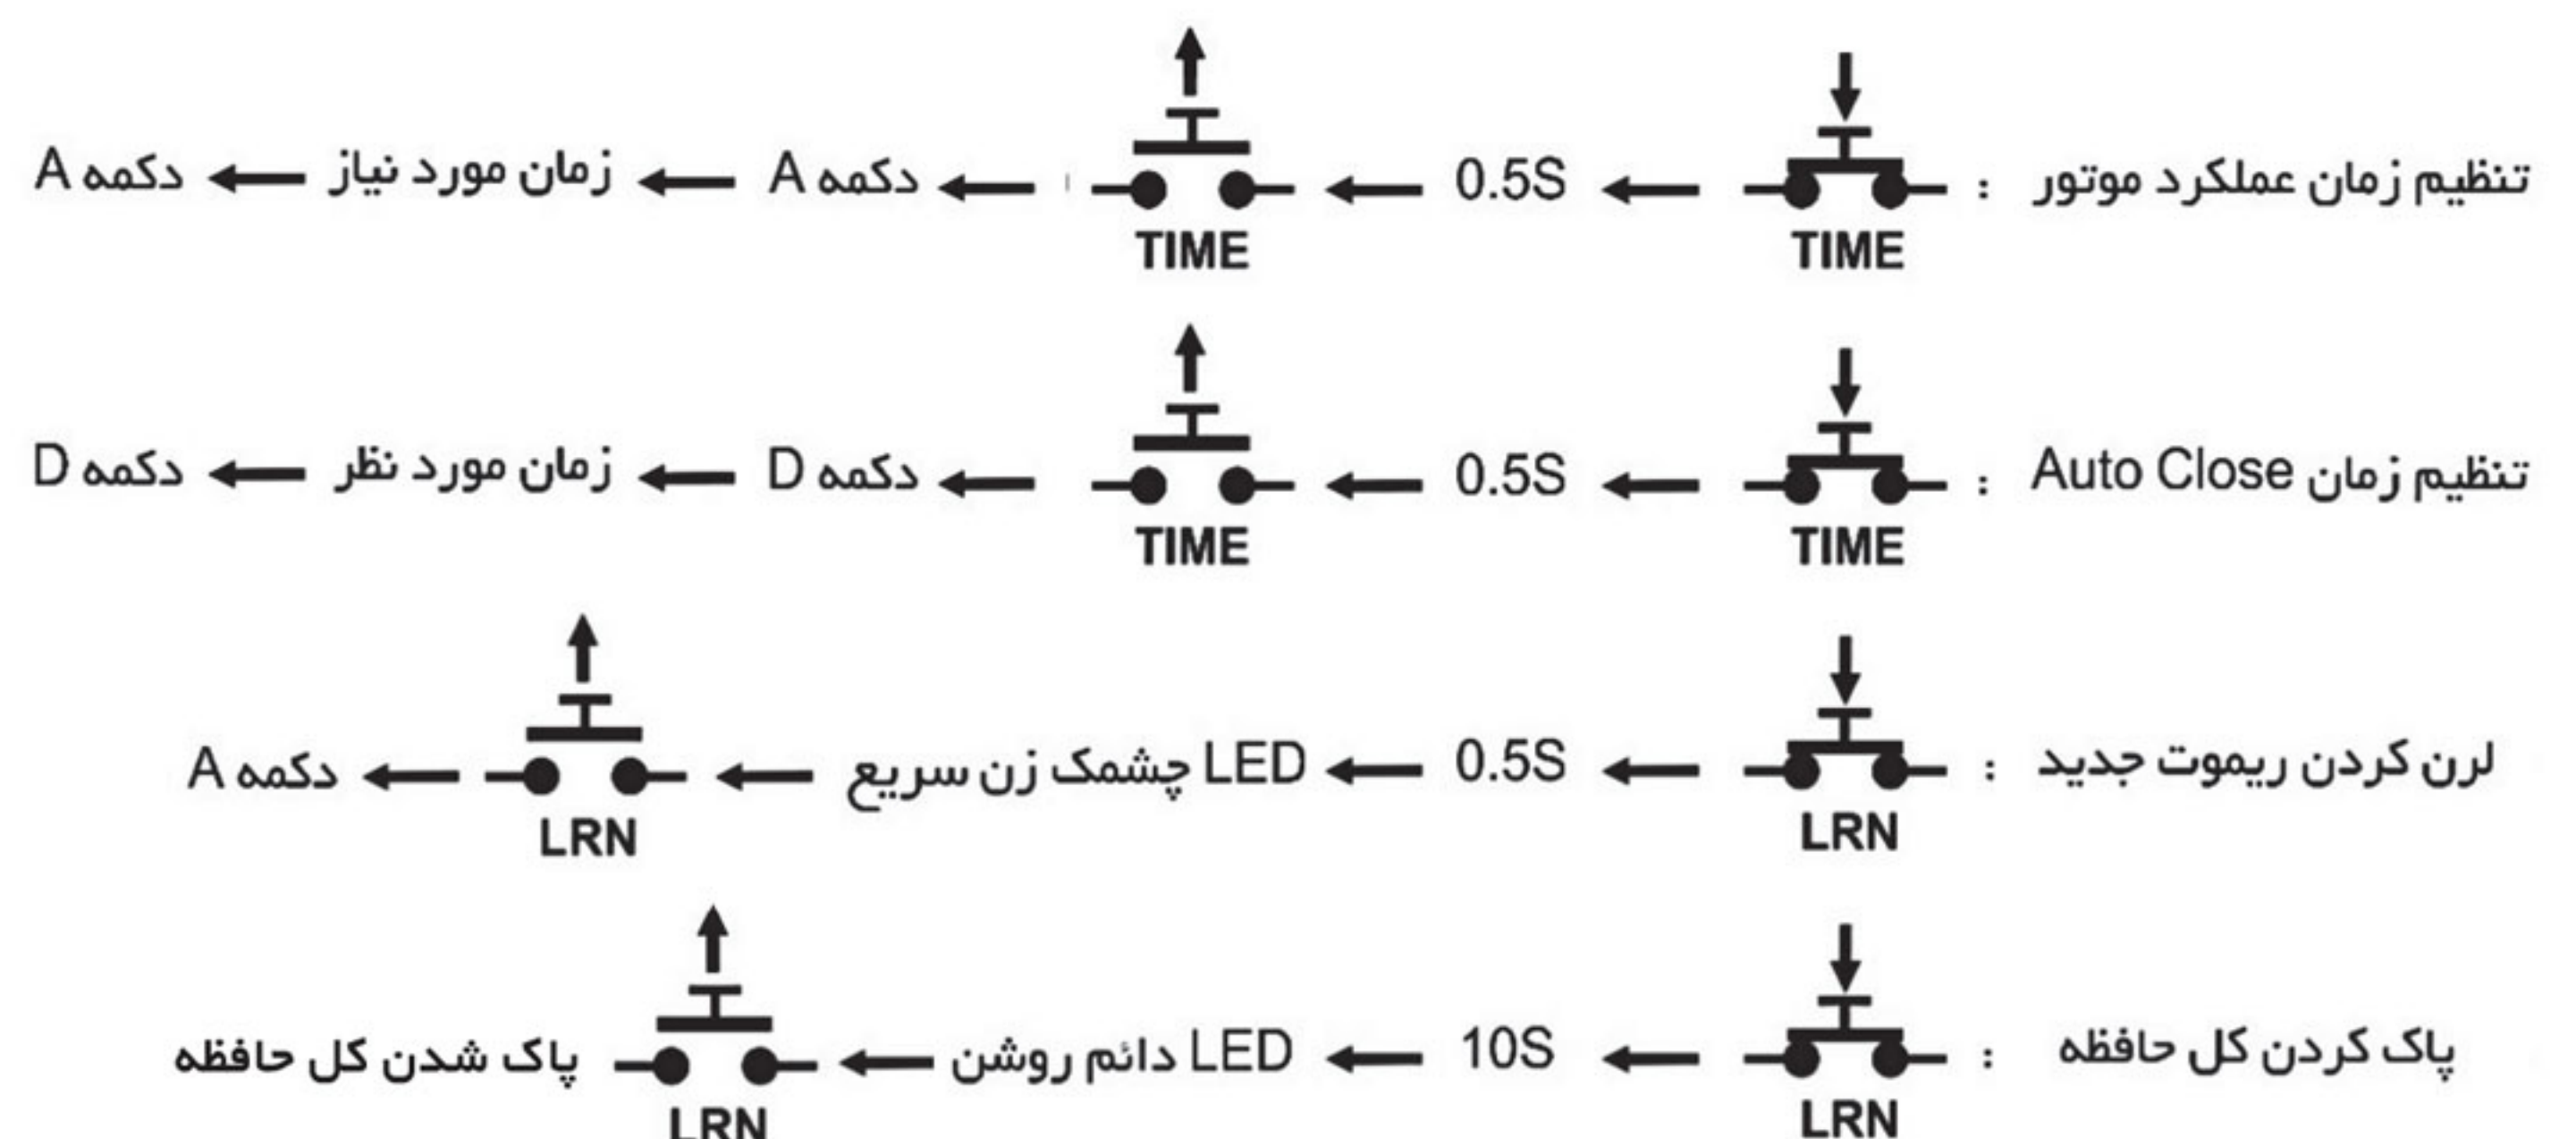 تنظیم زمان عملکرد موتور : 0.5S دکمه A زمان مورد نیاز دکمه A
TIME TIME
تنظیم زمان Auto Close : 0.5S دکمه D زمان مورد نظر دکمه D
TIME TIME
لرن کردن ریموت جدید : 0.5S LED چشمک زن سریع دکمه A
LRN LRN
پاک کردن کل حافظه : 10S LED دائم روشن پاک شدن کل حافظه
LRN LRN